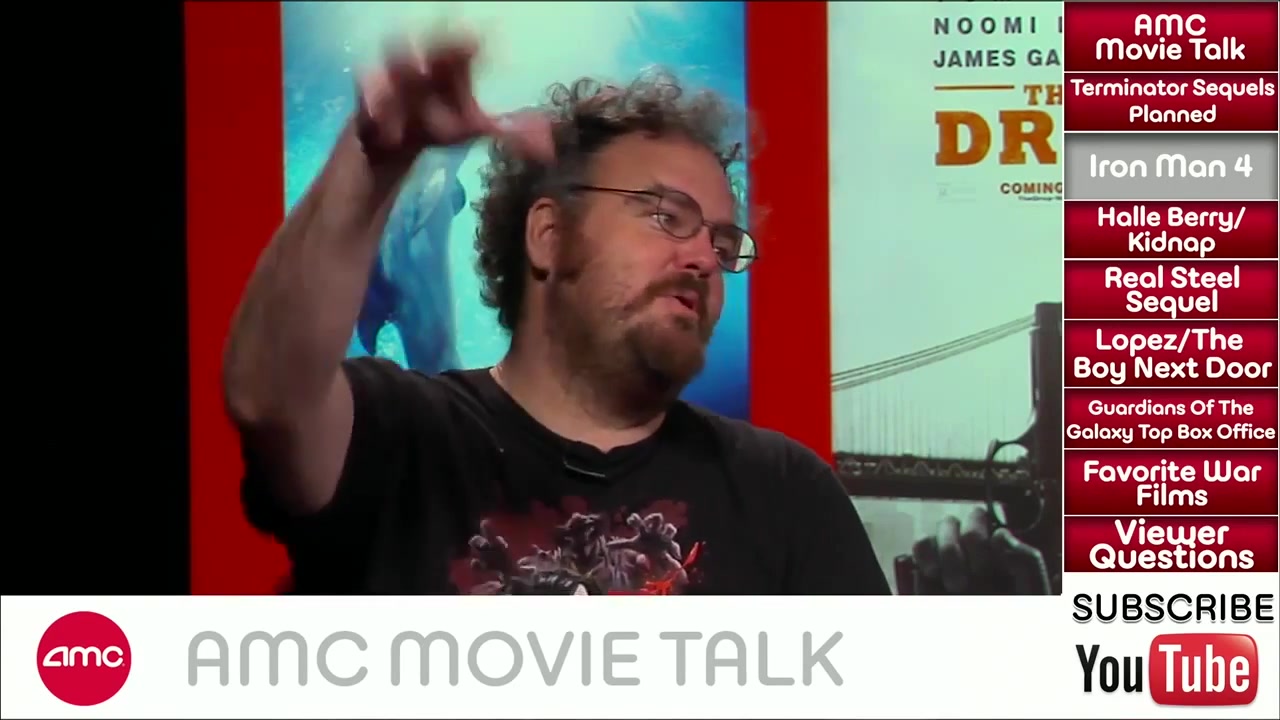 NOOMI
JAMES GA
TH
DR
COMING
AMC
Movie Talk
Terminator Sequels
Planned
Iron Man 4
Halle Berry/
Kidnap
Real Steel
Sequel
Lopez/The
Boy Next Door
Guardians Of The
Galaxy Top Box Office
Favorite War
Films
Viewer
Questions
SUBSCRIBE
YouTube
amc
AMC MOVIE TALK